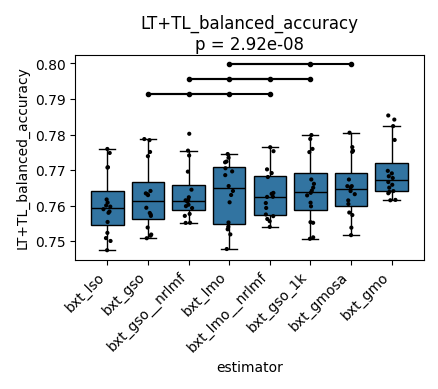 LT+TL_balanced_accuracy
p = 2.92e-08
LT+TL_balanced_accuracy
0.80
0.79
0.78
0.77
0.76
0.75
bxt_lso
bxt_gso
bxt_gso__nrlmf
bxt_lmo
bxt_lmo__nrlmf
bxt_gso_1k
bxt_gmosa
bxt_gmo
estimator